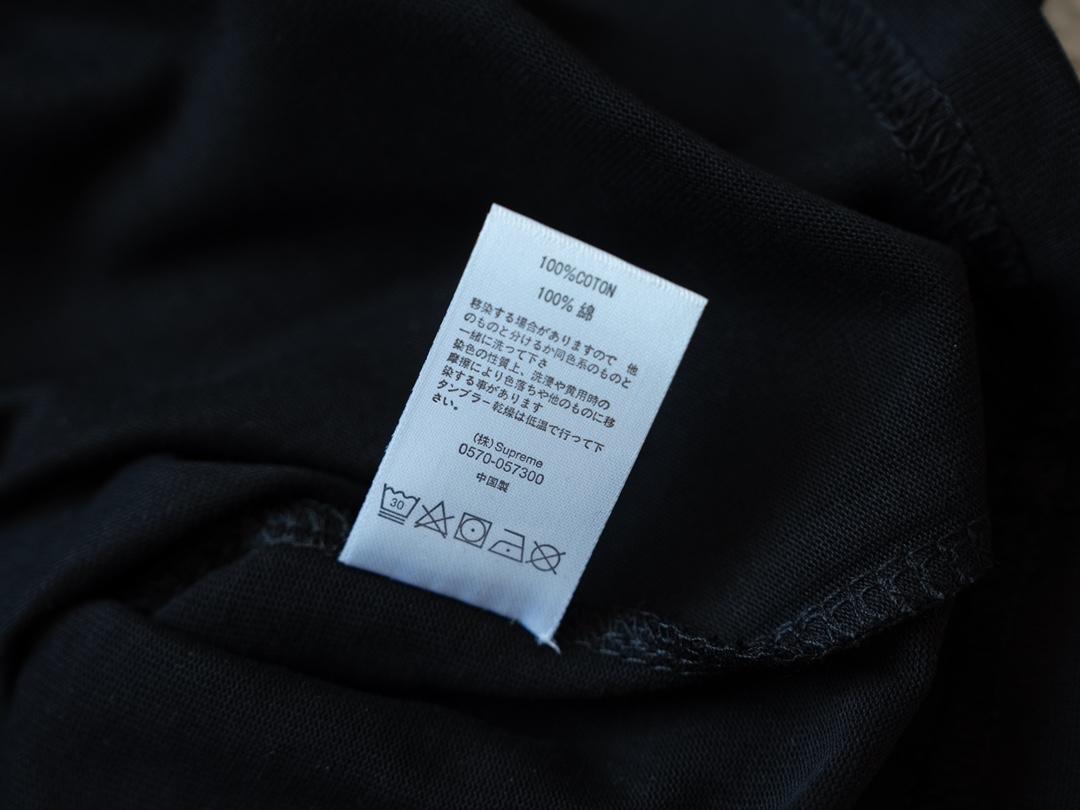 100%COTON
100% 綿
移染する場合がありますので 他
のものと分けるか同色系のものと
一緒に洗って下さ
染色の性質上、洗濯や着用時の
摩擦により色落ちや他のものに移
染する事があります
タンブラー乾燥は低温で行って下
さい。
(株)Supreme
0570-057300
中国製
30